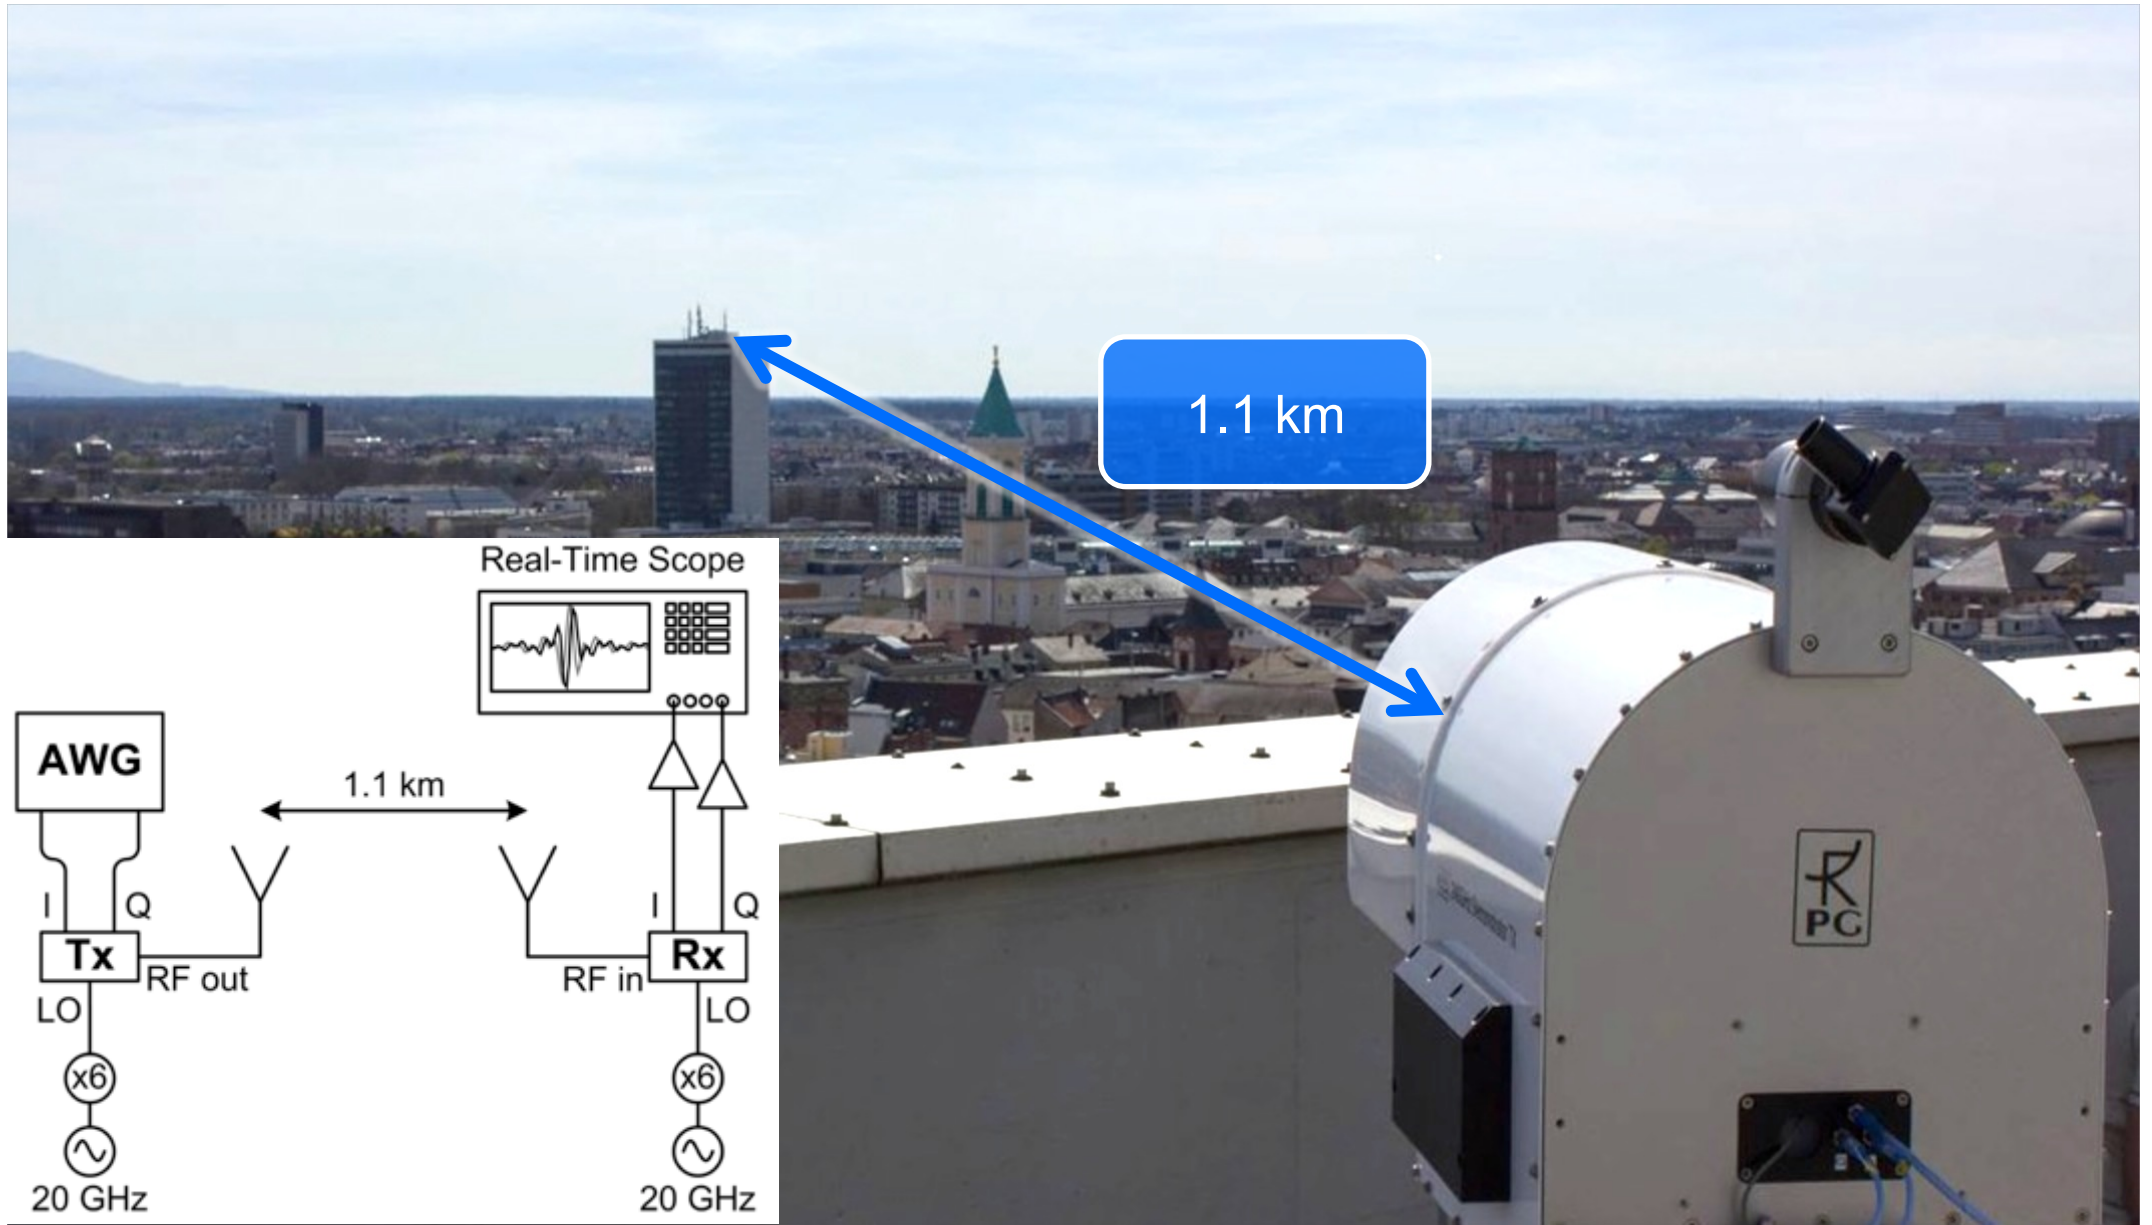 1.1 km
Real-Time Scope
AWG
1.1 km
I
Q
I
Q
Tx
RF out
RF in
Rx
LO
LO
x6
x6
20 GHz
20 GHz
RPG